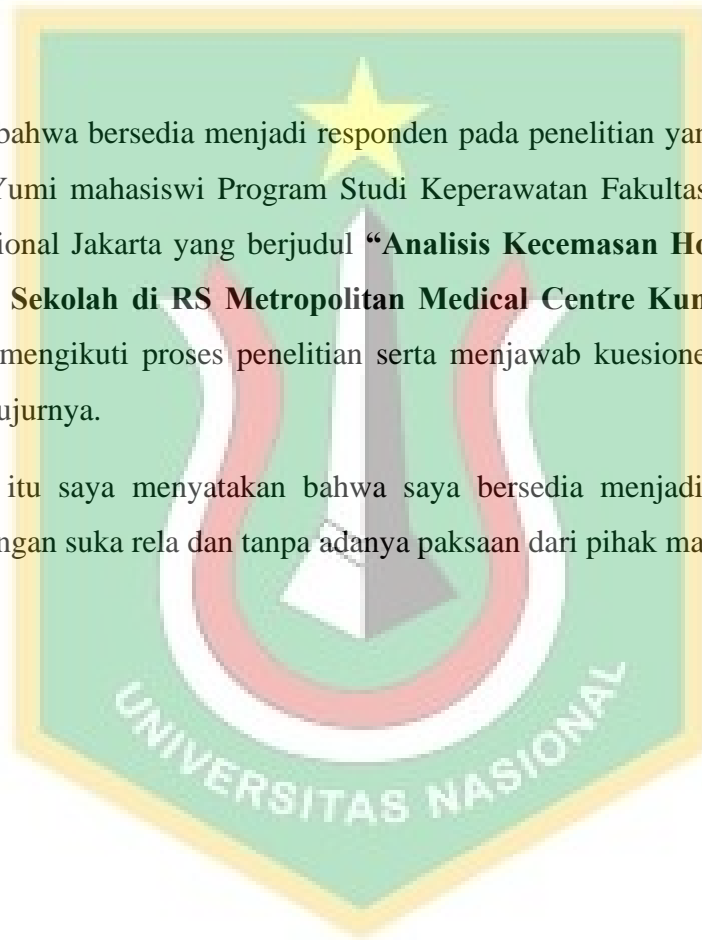 bahwa bersedia menjadi responden pada penelitian yan
Yumi mahasiswi Program Studi Keperawatan Fakultas
ional Jakarta yang berjudul “Analisis Kecemasan Ho
Sekolah di RS Metropolitan Medical Centre Kun
mengikuti proses penelitian serta menjawab kuesione
ujurnya.
itu saya menyatakan bahwa saya bersedia menjadi
ngan suka rela dan tanpa adanya paksaan dari pihak ma
UNIVERSITAS NASIONAL